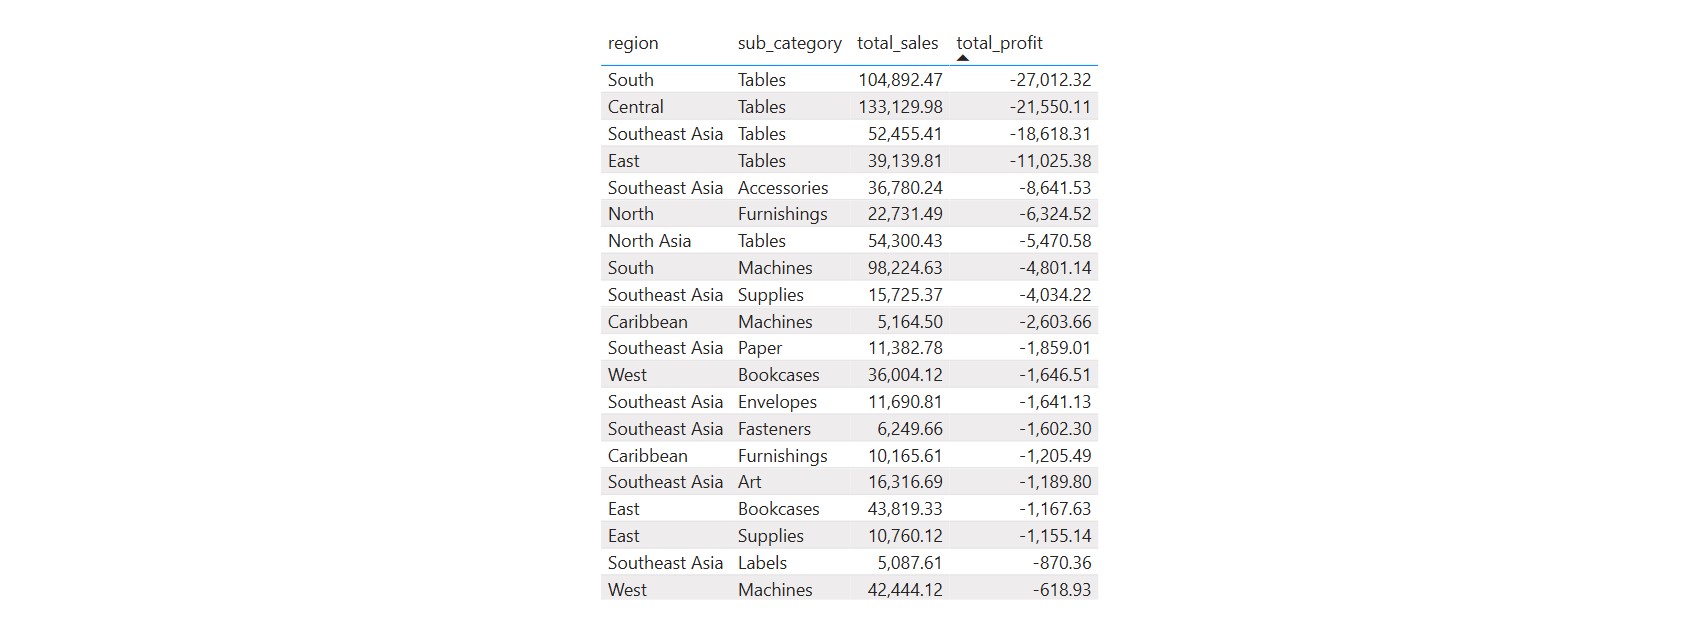 region sub_category total_sales total_profit
South Tables 104,892.47 -27,012.32
Central Tables 133,129.98 -21,550.11
Southeast Asia Tables 52,455.41 -18,618.31
East Tables 39,139.81 -11,025.38
Southeast Asia Accessories 36,780.24 -8,641.53
North Furnishings 22,731.49 -6,324.52
North Asia Tables 54,300.43 -5,470.58
South Machines 98,224.63 -4,801.14
Southeast Asia Supplies 15,725.37 -4,034.22
Caribbean Machines 5,164.50 -2,603.66
Southeast Asia Paper 11,382.78 -1,859.01
West Bookcases 36,004.12 -1,646.51
Southeast Asia Envelopes 11,690.81 -1,641.13
Southeast Asia Fasteners 6,249.66 -1,602.30
Caribbean Furnishings 10,165.61 -1,205.49
Southeast Asia Art 16,316.69 -1,189.80
East Bookcases 43,819.33 -1,167.63
East Supplies 10,760.12 -1,155.14
Southeast Asia Labels 5,087.61 -870.36
West Machines 42,444.12 -618.93